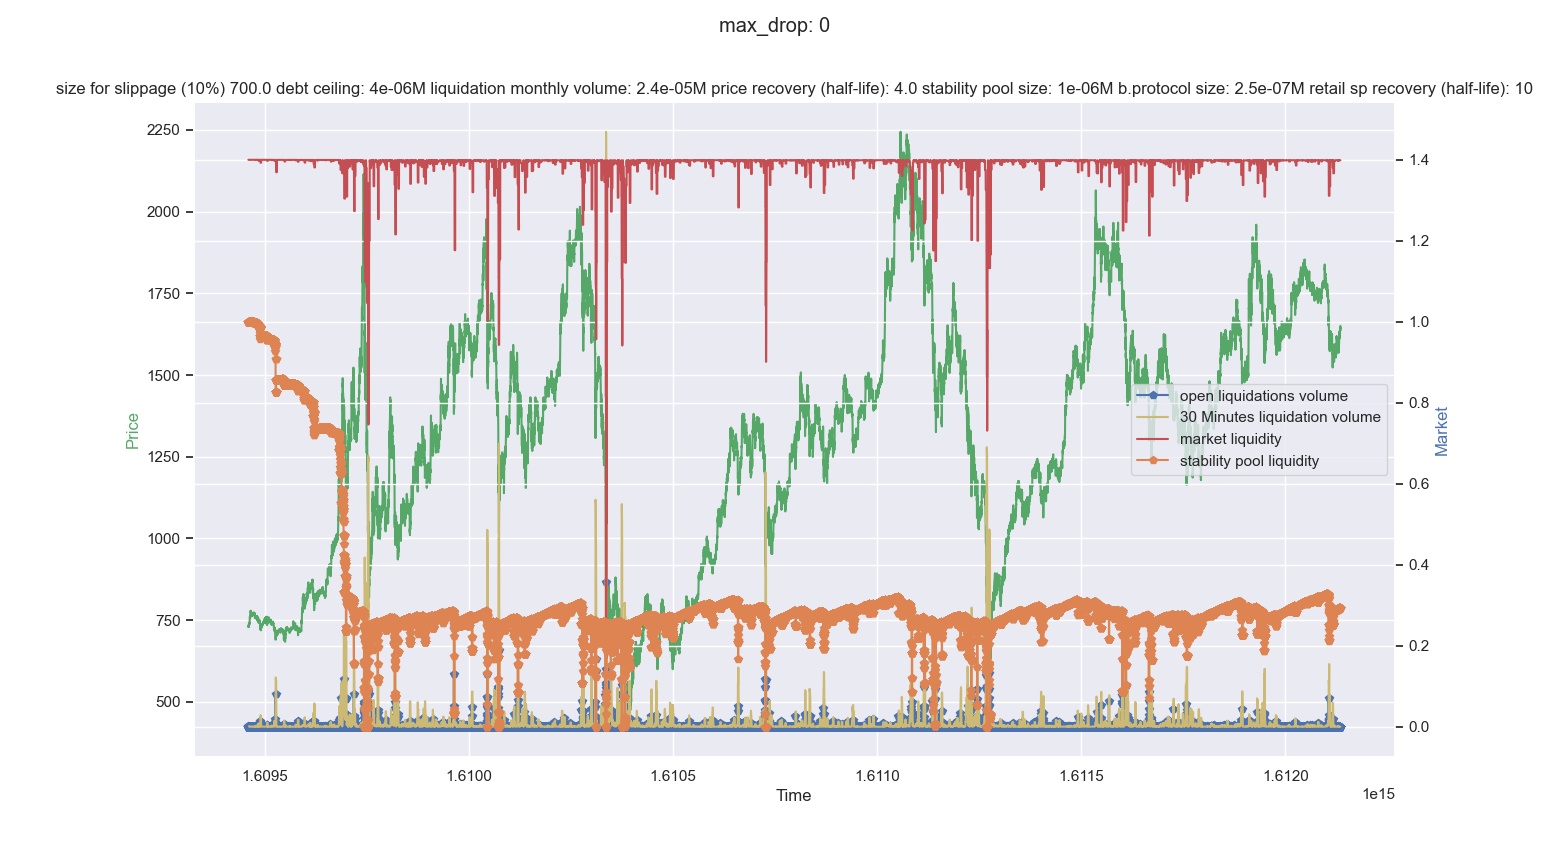 max_drop: 0
size for slippage (10%) 700.0 debt ceiling: 4e-06M liquidation monthly volume: 2.4e-05M price recovery (half-life): 4.0 stability pool size: 1e-06M b.protocol size: 2.5e-07M retail sp recovery (half-life): 10
2250
2000
1750
1500
1250
1000
750
500
Price
1.4
1.2
1.0
0.8
0.6
0.4
0.2
0.0
Market
open liquidations volume
30 Minutes liquidation volume
market liquidity
stability pool liquidity
1.6095
1.6100
1.6105
1.6110
1.6115
1.6120
Time
1e15